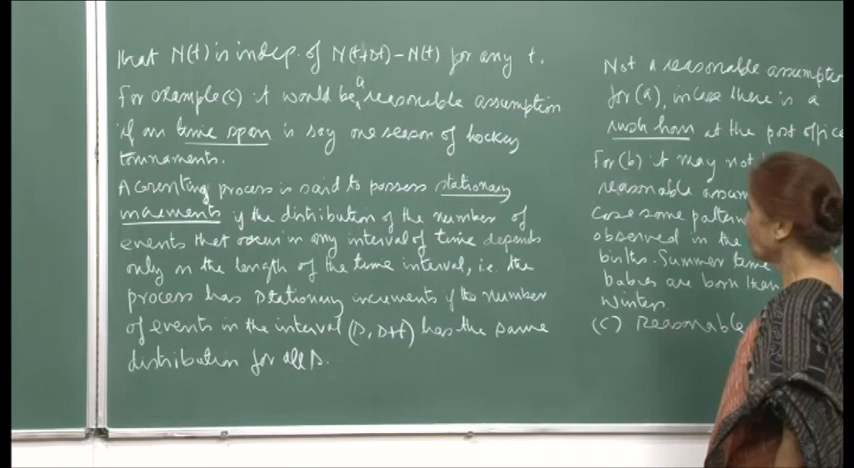 that N(t) is indep. of N(t+Δt) - N(t) for any t.
For example(c) it would be a reasonable assumption
if our time span is say one season of hockey
tournaments.
A Counting process is said to possess stationary
increments if the distribution of the number of
events that occur in any interval of time depends
only on the length of the time interval, i.e. the
process has stationary increments if the number
of events in the interval (s, s+t) has the same
distribution for all s.
Not a reasonable assumption
for (a), in case there is a
rush hour at the post office
For (b) it may not
reasonable
Case some pattern
observed in the
births. Summer time
babies are born than
Winter.
(c) Reasonable